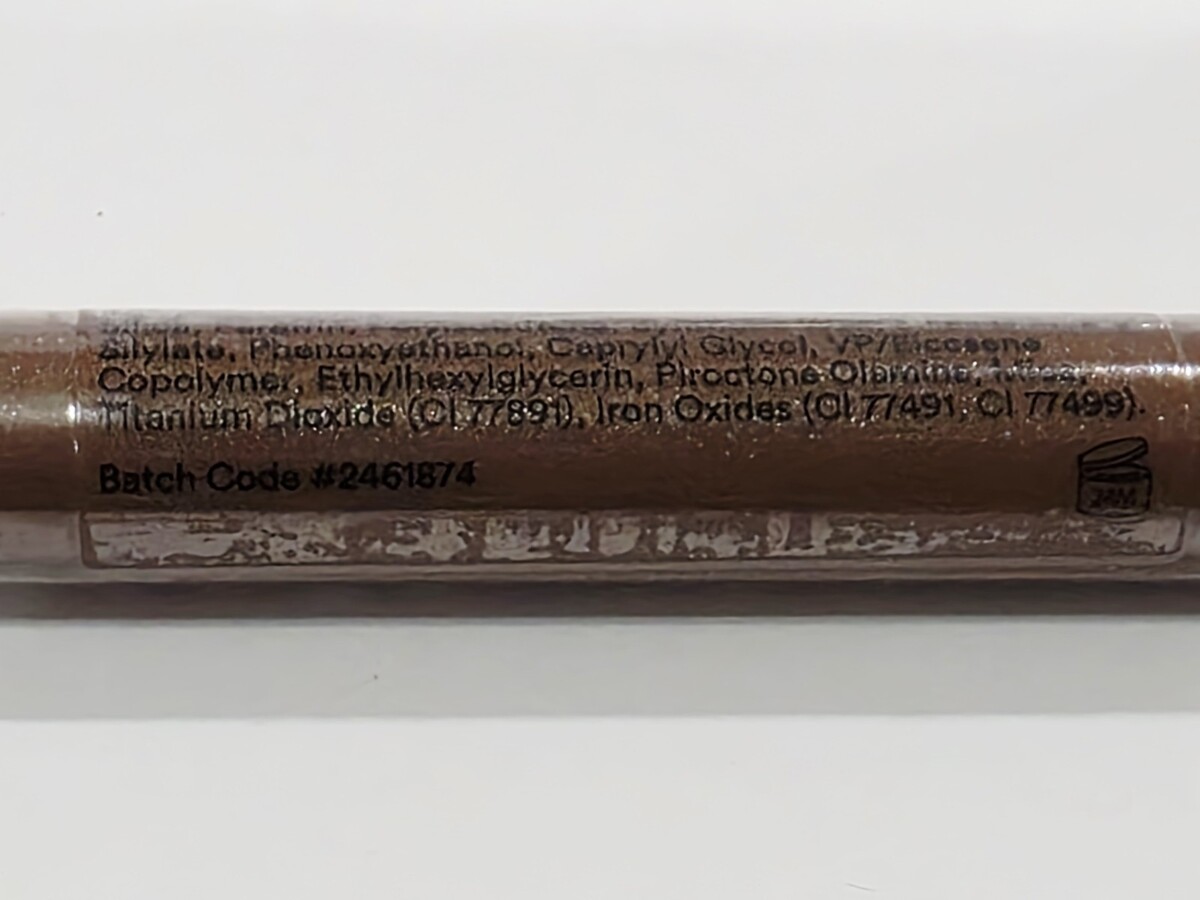 Silylate, Phenoxyethanol, Caprylyl Glycol, VP/Eicosene
Copolymer, Ethylhexylglycerin, Piroctone Olamine,
Titanium Dioxide (CI 77891), Iron Oxides (CI 77491, CI 77499).
Batch Code #2461874